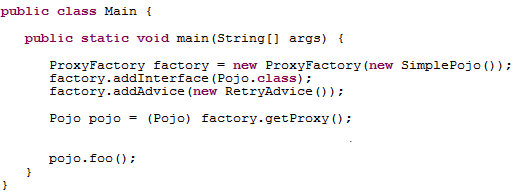 public class Main {
public static void main(String[] args) {
ProxyFactory factory = new ProxyFactory(new SimplePojo());
factory.addInterface(Pojo.class);
factory.addAdvice(new RetryAdvice());
Pojo pojo = (Pojo) factory.getProxy();
pojo.foo();
}
}